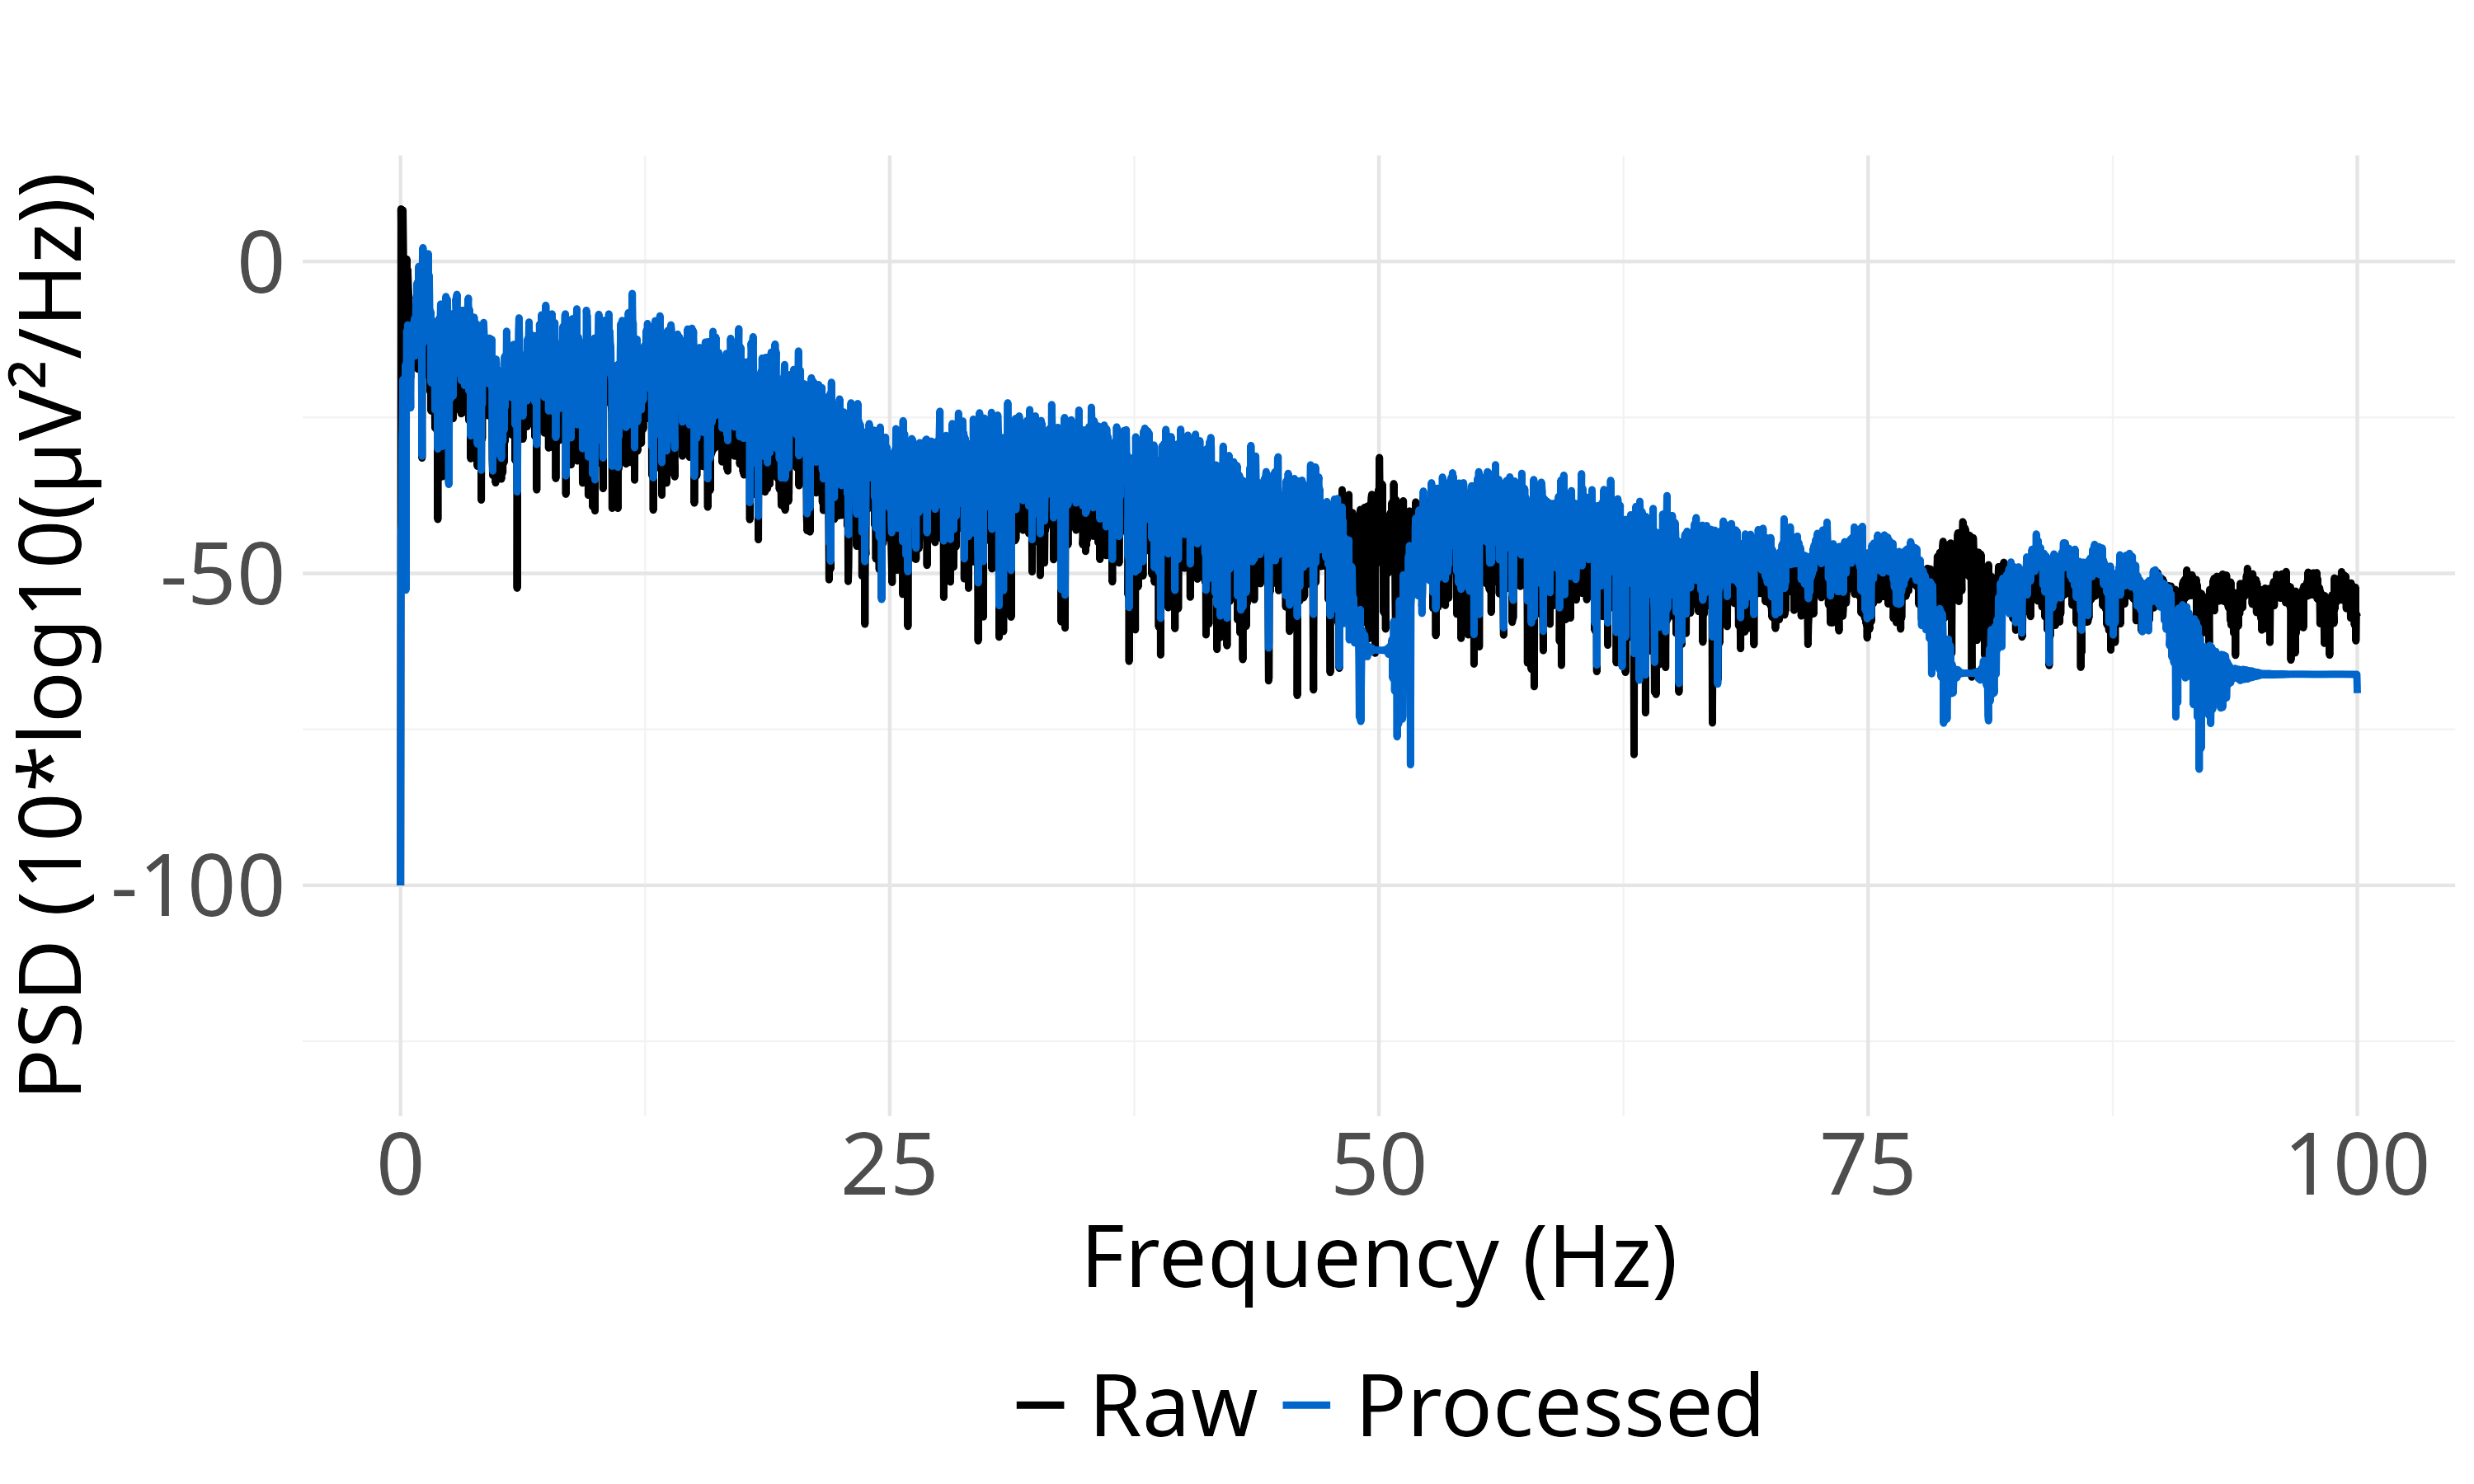 PSD (10*log10(µV²/Hz))
0
-50
-100
0 25 50 75 100
Frequency (Hz)
Raw Processed